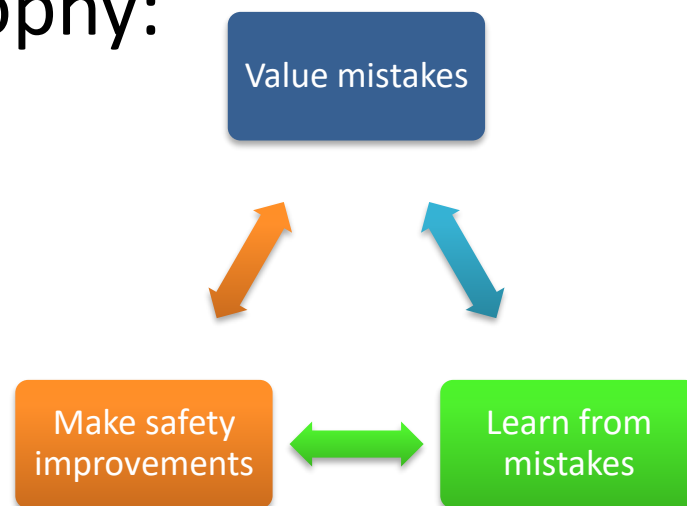 ophy:
Value mistakes
Make safety
improvements
Learn from
mistakes